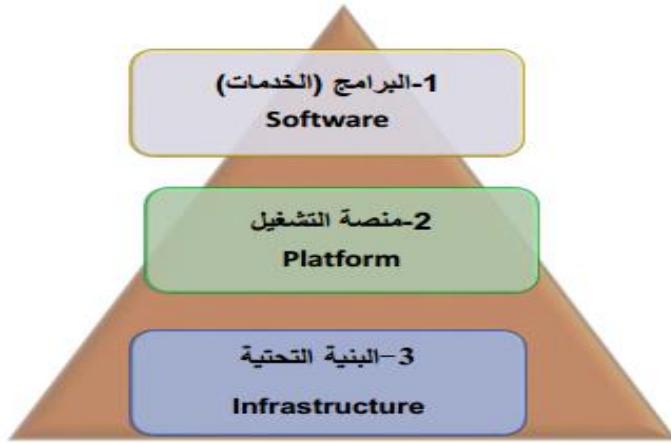 1-البرامج (الخدمات)
Software
2-منصة التشغيل
Platform
3-البنية التحتية
Infrastructure